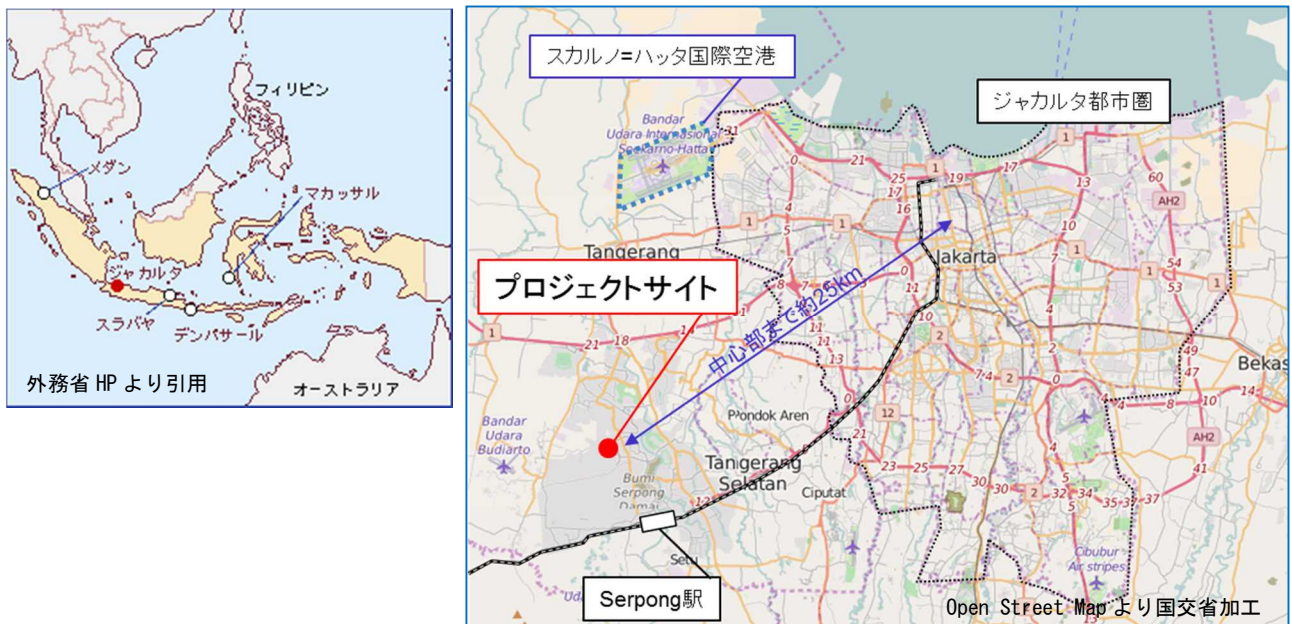 フィリピン
メダン
マカッサル
ジャカルタ
スラバヤ
デンパサール
オーストラリア
外務省 HP より引用
スカルノ=ハッタ国際空港
ジャカルタ都市圏
Bandar
Udara Internasional
Soekarno-Hatta
Tangerang
Jakarta
プロジェクトサイト
中心部まで約25km
Bekas
Pondok Aren
Bandar
Udara
Budiarto
Tangerang
Selatan
Bumi
Serpong
Damai
Ciputat
Setu
Serpong駅
Cibubur
Air stripes
AH2
AH2
Open Street Map より国交省加工